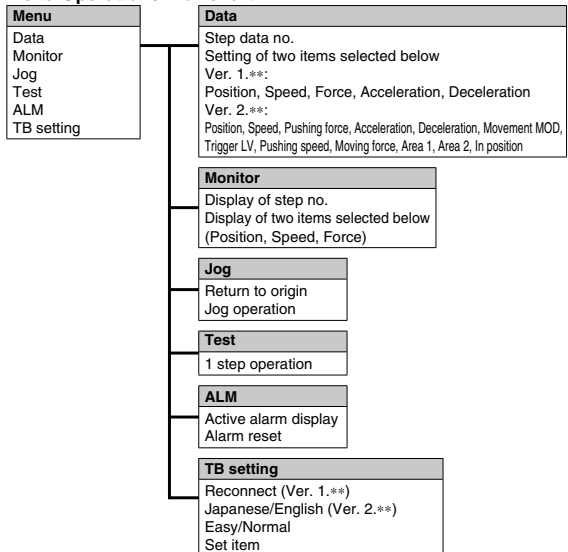 Menu
Data
Monitor
Jog
Test
ALM
TB setting
Data
Step data no.
Setting of two items selected below
Ver. 1.∗∗:
Position, Speed, Force, Acceleration, Deceleration
Ver. 2.∗∗:
Position, Speed, Pushing force, Acceleration, Deceleration, Movement MOD,
Trigger LV, Pushing speed, Moving force, Area 1, Area 2, In position
Monitor
Display of step no.
Display of two items selected below
(Position, Speed, Force)
Jog
Return to origin
Jog operation
Test
1 step operation
ALM
Active alarm display
Alarm reset
TB setting
Reconnect (Ver. 1.∗∗)
Japanese/English (Ver. 2.∗∗)
Easy/Normal
Set item